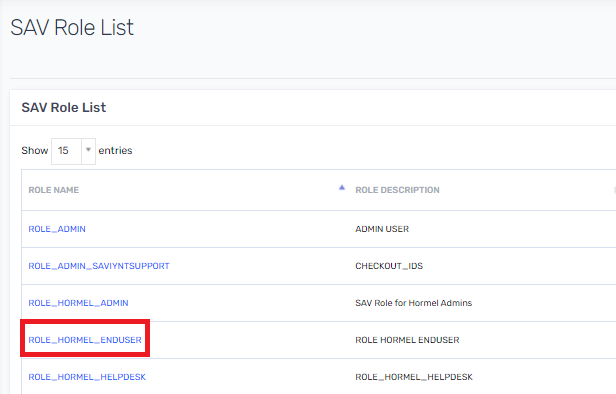 SAV Role List
SAV Role List
Show 15 entries
ROLE NAME ROLE DESCRIPTION
ROLE_ADMIN ADMIN USER
ROLE_ADMIN_SAVIYNTSUPPORT CHECKOUT_IDS
ROLE_HORMEL_ADMIN SAV Role for Hormel Admins
ROLE_HORMEL_ENDUSER ROLE HORMEL ENDUSER
ROLE_HORMEL_HELPDESK ROLE_HORMEL_HELPDESK